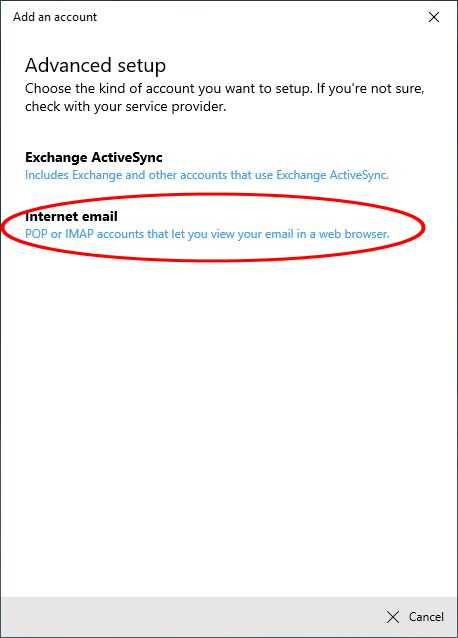 Add an account
Advanced setup
Choose the kind of account you want to setup. If you're not sure,
check with your service provider.
Exchange ActiveSync
Includes Exchange and other accounts that use Exchange ActiveSync.
Internet email
POP or IMAP accounts that let you view your email in a web browser.
Cancel